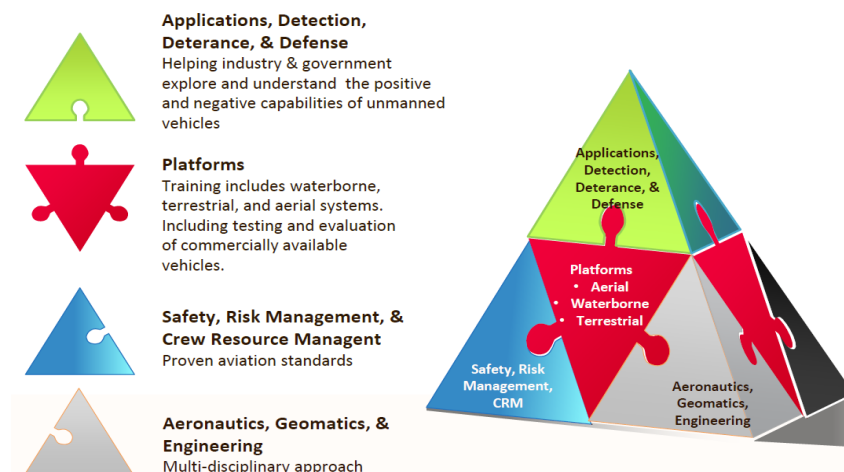 Applications, Detection,
Deterance, & Defense
Helping industry & government
explore and understand the positive
and negative capabilities of unmanned
vehicles
Platforms
Training includes waterborne,
terrestrial, and aerial systems.
Including testing and evaluation
of commercially available
vehicles.
Safety, Risk Management, &
Crew Resource Managent
Proven aviation standards
Aeronautics, Geomatics, &
Engineering
Multi-disciplinary approach
Applications,
Detection,
Deterance, &
Defense
Platforms
• Aerial
• Waterborne
• Terrestrial
Safety, Risk
Management,
CRM
Aeronautics,
Geomatics,
Engineering